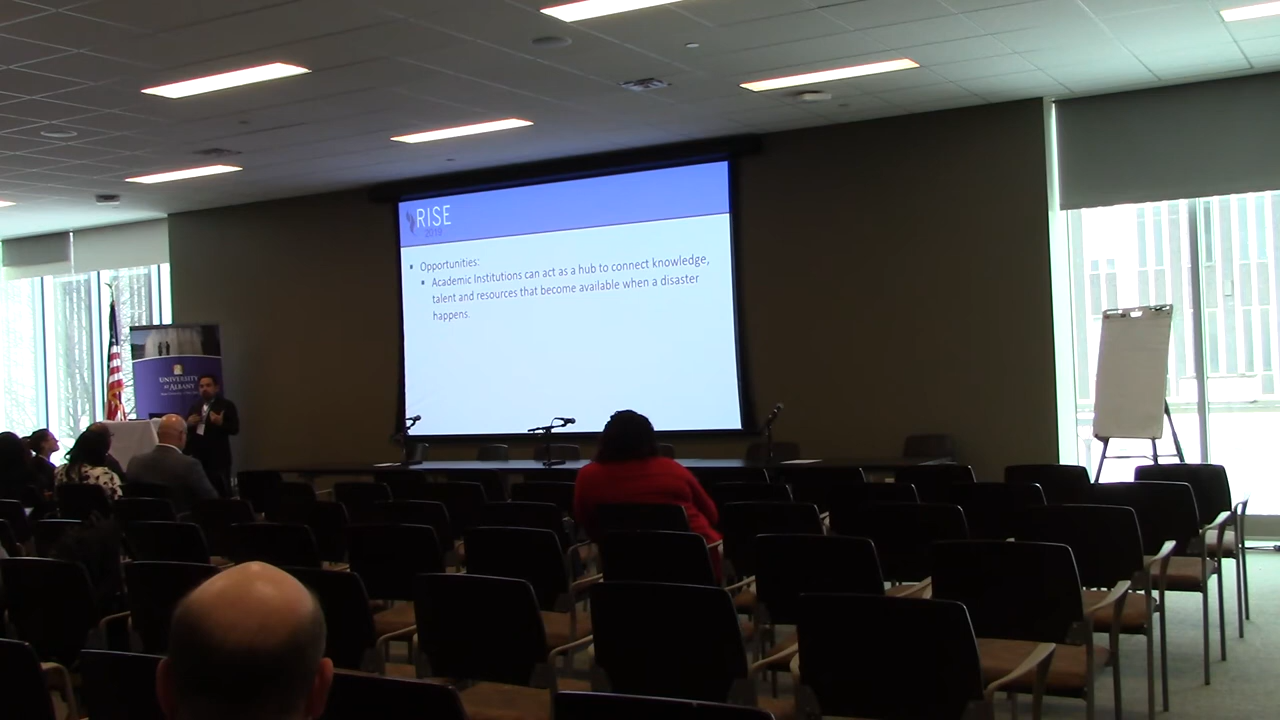 RISE
2019
▪ Opportunities:
▪ Academic Institutions can act as a hub to connect knowledge,
talent and resources that become available when a disaster
happens.
UNIVERSITY
AT ALBANY